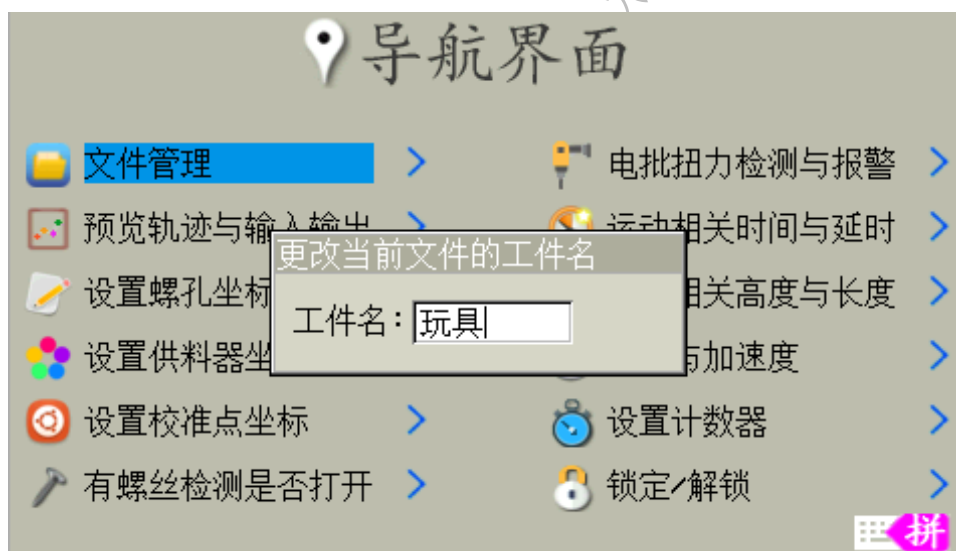 导航界面
文件管理
电批扭力检测与报警
预览轨迹与输入输出
运动相关时间与延时
更改当前文件的工件名
设置螺孔坐标
相关高度与长度
工件名：玩具
设置供料器坐
与加速度
设置校准点坐标
设置计数器
有螺丝检测是否打开
锁定/解锁
拼